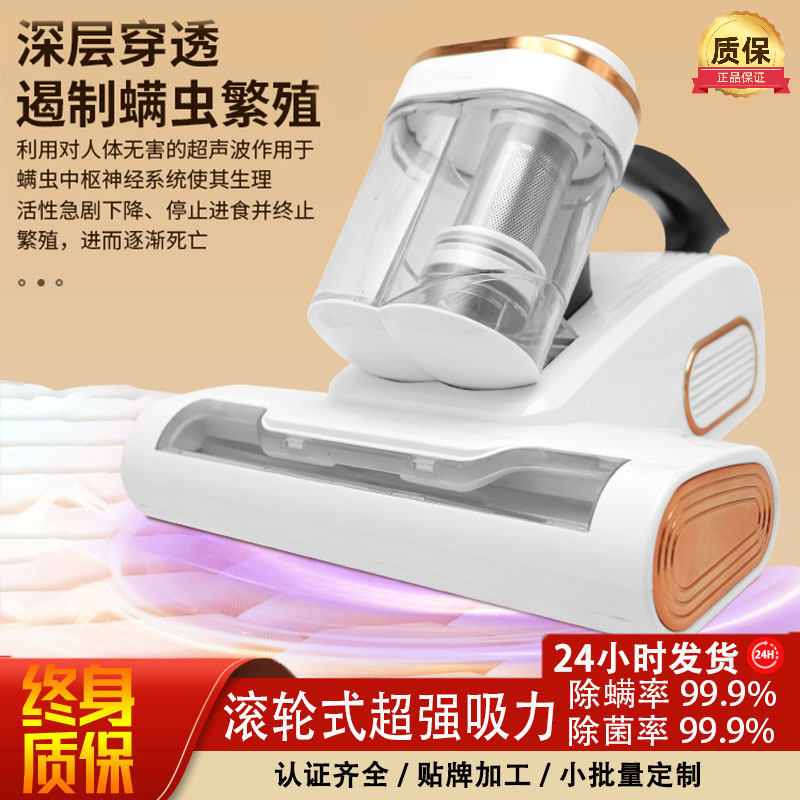 深层穿透
遏制螨虫繁殖
利用对人体无害的超声波作用于
螨虫中枢神经系统使其生理
活性急剧下降、停止进食并终止
繁殖，进而逐渐死亡
质保
正品保证
终身
质保
滚轮式超强吸力
24小时发货
24H
除螨率 99.9%
除菌率 99.9%
认证齐全 / 贴牌加工 / 小批量定制